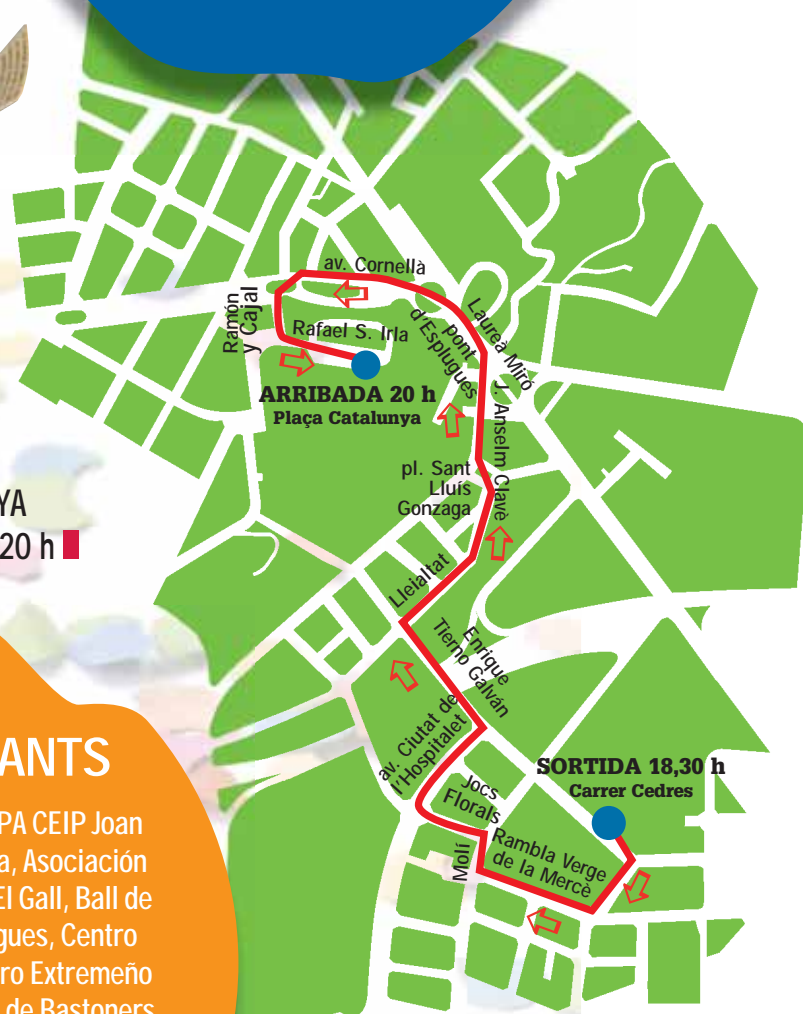 av. Cornellà
Ramón
y Cajal
Rafael S. Irla
pont
d'Esplugues
Laureà Miró
ARRIBADA 20 h
Plaça Catalunya
J. Anselm Clavè
pl. Sant
Lluís
Gonzaga
YA
20 h
Lleialtat
Enrique
Tierno Galván
av. Ciutat de
l'Hospitalet
Jocs
Florals
SORTIDA 18,30 h
Carrer Cedres
Molí
Rambla Verge
de la Mercè
ANTS
PA CEIP Joan
a, Asociación
El Gall, Ball de
gues, Centro
ro Extremeño
de Bastoners